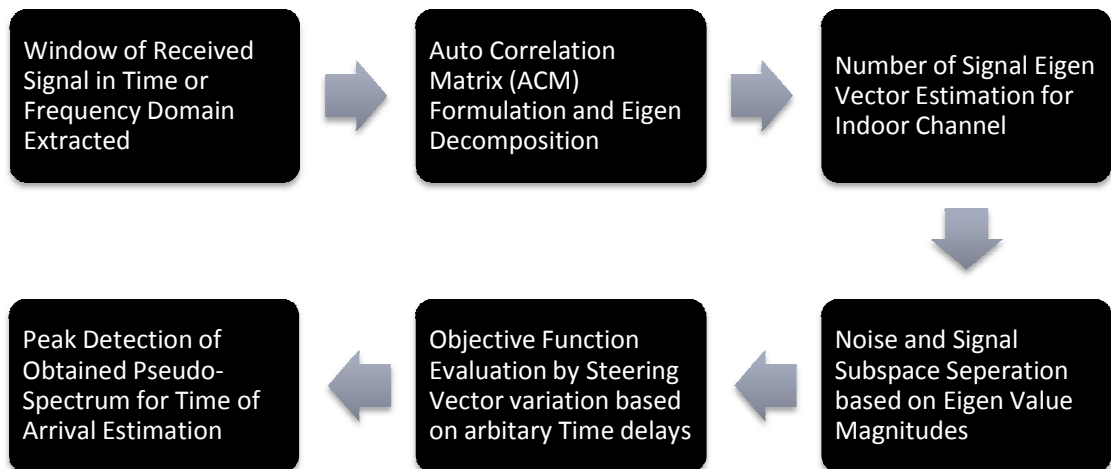 Window of Received
Signal in Time or
Frequency Domain
Extracted
Auto Correlation
Matrix (ACM)
Formulation and Eigen
Decomposition
Number of Signal Eigen
Vector Estimation for
Indoor Channel
Noise and Signal
Subspace Seperation
based on Eigen Value
Magnitudes
Objective Function
Evaluation by Steering
Vector variation based
on arbitary Time delays
Peak Detection of
Obtained Pseudo-
Spectrum for Time of
Arrival Estimation